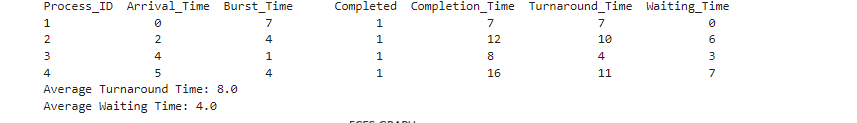 Process_ID Arrival_Time Burst_Time Completed Completion_Time Turnaround_Time Waiting_Time
1 0 7 1 7 7 0
2 2 4 1 12 10 6
3 4 1 1 8 4 3
4 5 4 1 16 11 7
Average Turnaround Time: 8.0
Average Waiting Time: 4.0